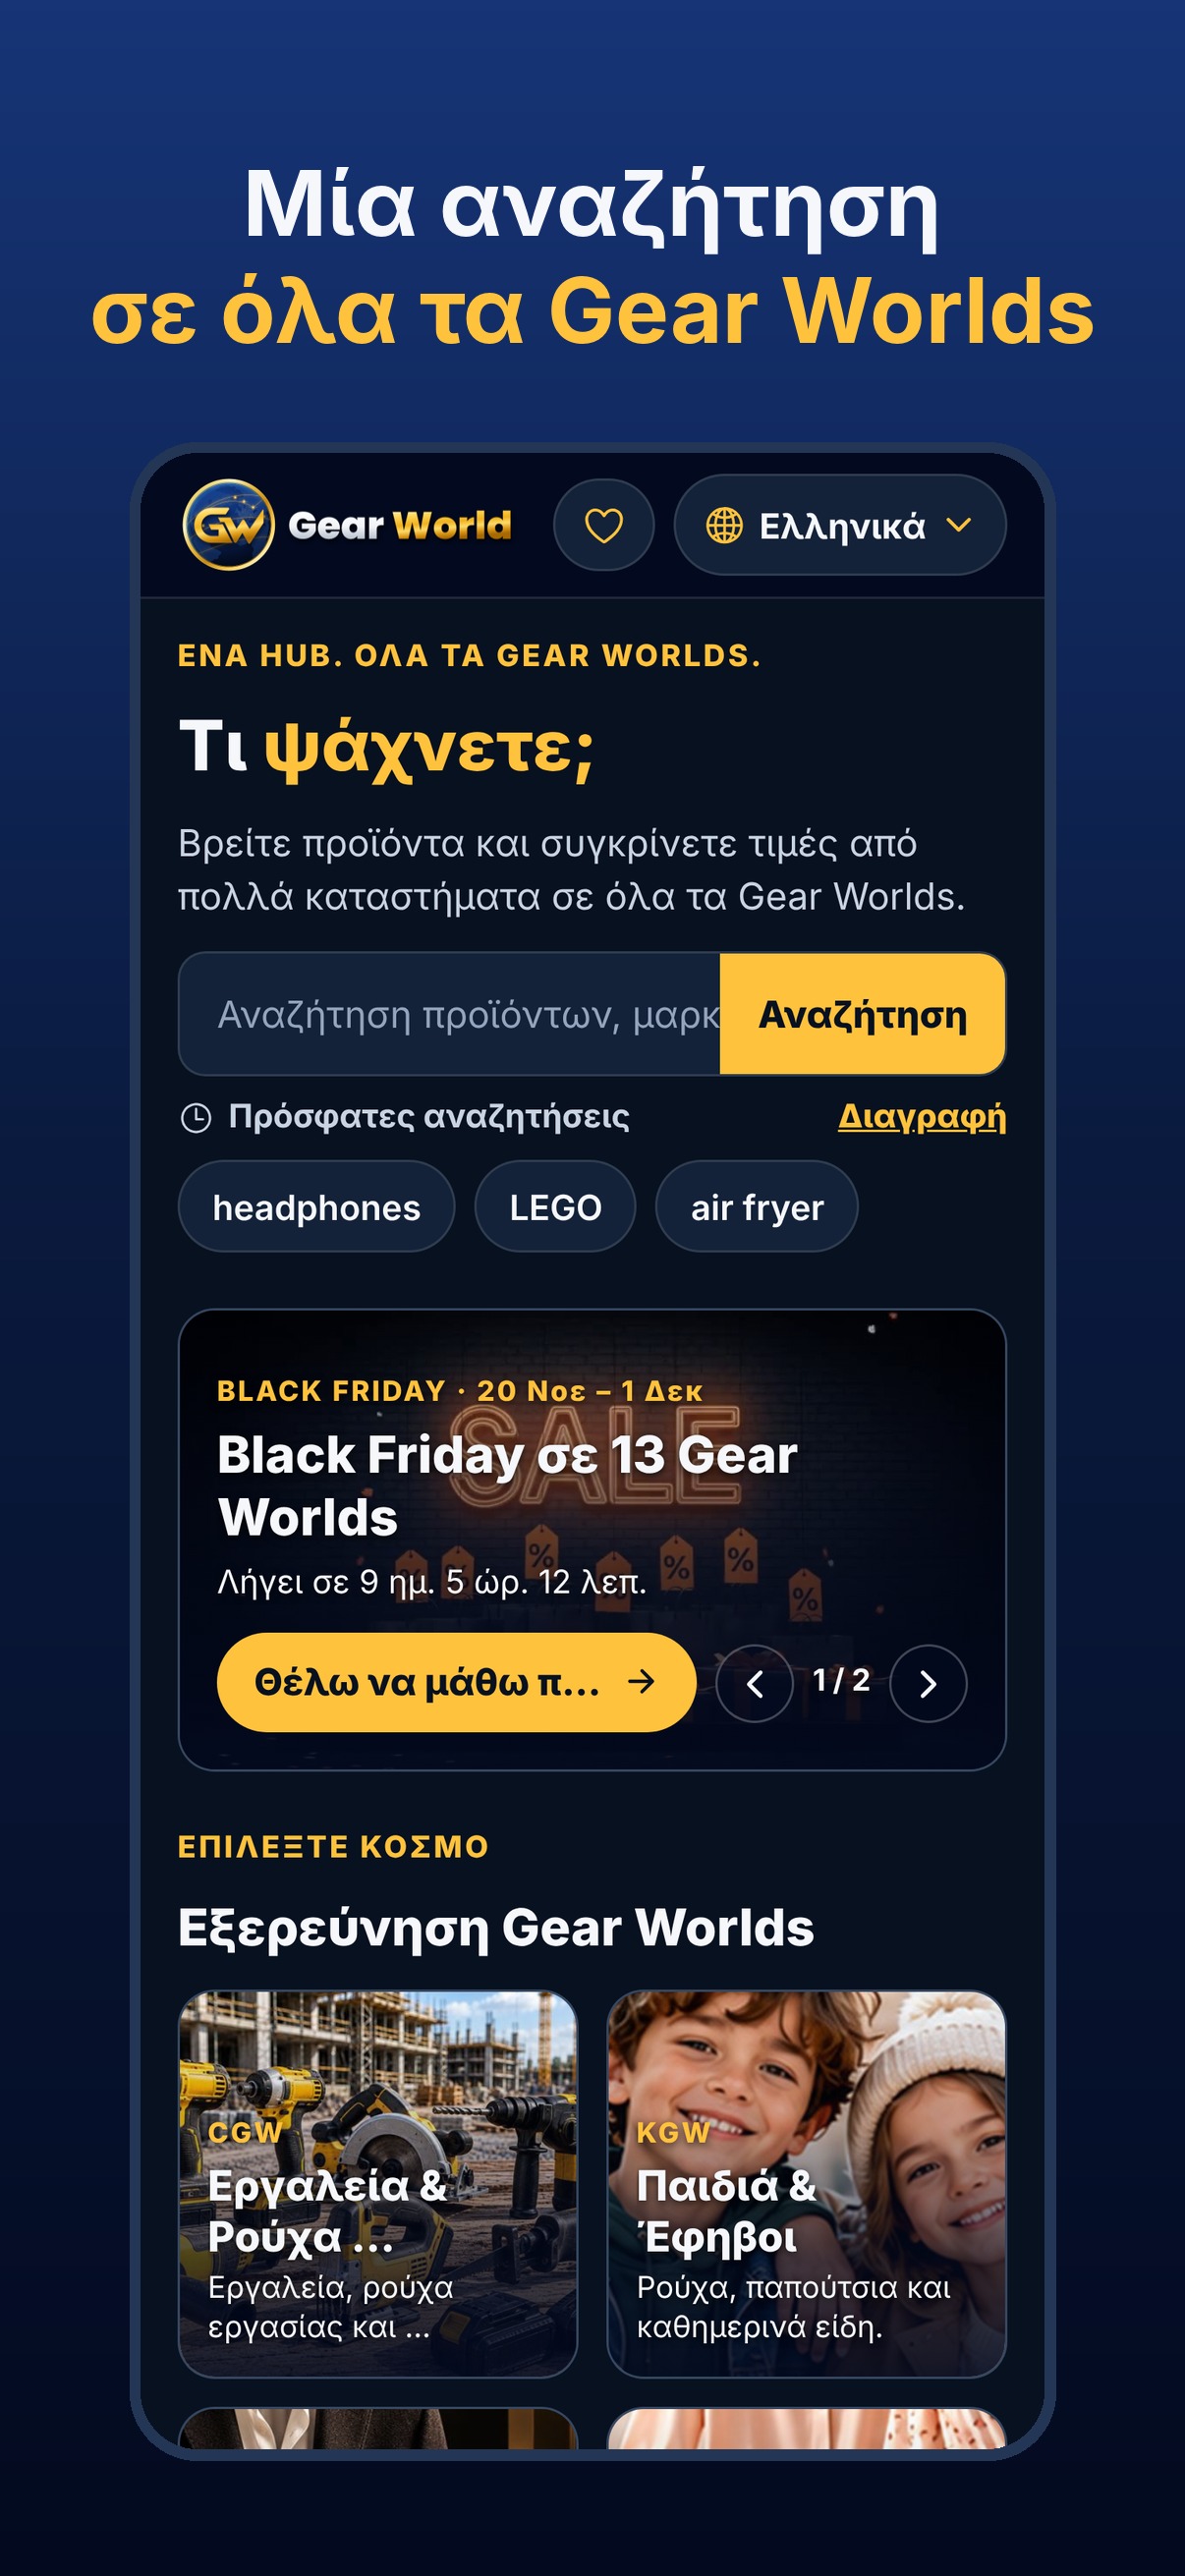 Μία αναζήτηση
σε όλα τα Gear Worlds
GW Gear World
Ελληνικά
ΕΝΑ HUB. ΟΛΑ ΤΑ GEAR WORLDS.
Τι ψάχνετε;
Βρείτε προϊόντα και συγκρίνετε τιμές από
πολλά καταστήματα σε όλα τα Gear Worlds.
Αναζήτηση προϊόντων, μαρκ
Αναζήτηση
Πρόσφατες αναζητήσεις
Διαγραφή
headphones
LEGO
air fryer
SALE
BLACK FRIDAY · 20 Νοε – 1 Δεκ
Black Friday σε 13 Gear
Worlds
Λήγει σε 9 ημ. 5 ώρ. 12 λεπ.
Θέλω να μάθω π... →
1 / 2
ΕΠΙΛΕΞΤΕ ΚΟΣΜΟ
Εξερεύνηση Gear Worlds
CGW
Εργαλεία &
Ρούχα ...
Εργαλεία, ρούχα
εργασίας και ...
KGW
Παιδιά &
Έφηβοι
Ρούχα, παπούτσια και
καθημερινά είδη.